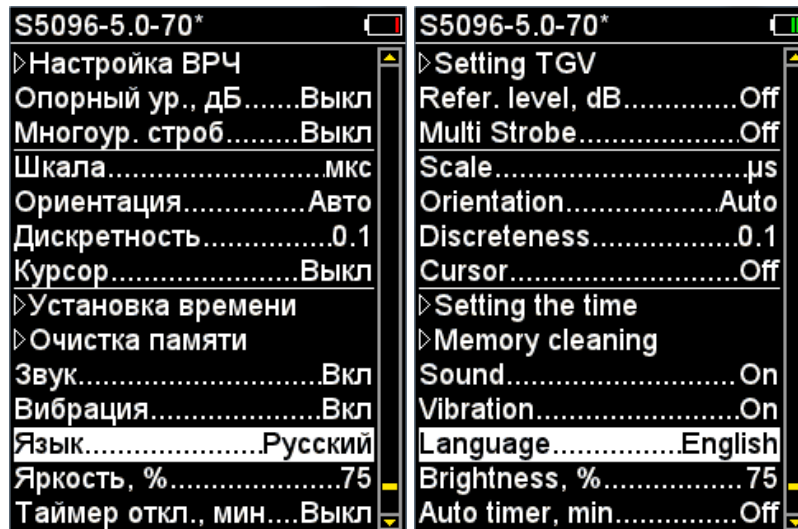 S5096-5.0-70*
Настройка ВРЧ
Опорный ур., дБ.......Выкл
Многоур. строб........Выкл
Шкала..........................мкс
Ориентация..............Авто
Дискретность...............0.1
Курсор.......................Выкл
Установка времени
Очистка памяти
Звук.............................Вкл
Вибрация....................Вкл
Язык.....................Русский
Яркость, %....................75
Таймер откл., мин....Выкл
S5096-5.0-70*
Setting TGV
Refer. level, dB..............Off
Multi Strobe...................Off
Scale..............................µs
Orientation.................Auto
Discreteness.................0.1
Cursor............................Off
Setting the time
Memory cleaning
Sound............................On
Vibration........................On
Language...............English
Brightness, %.................75
Auto timer, min..............Off